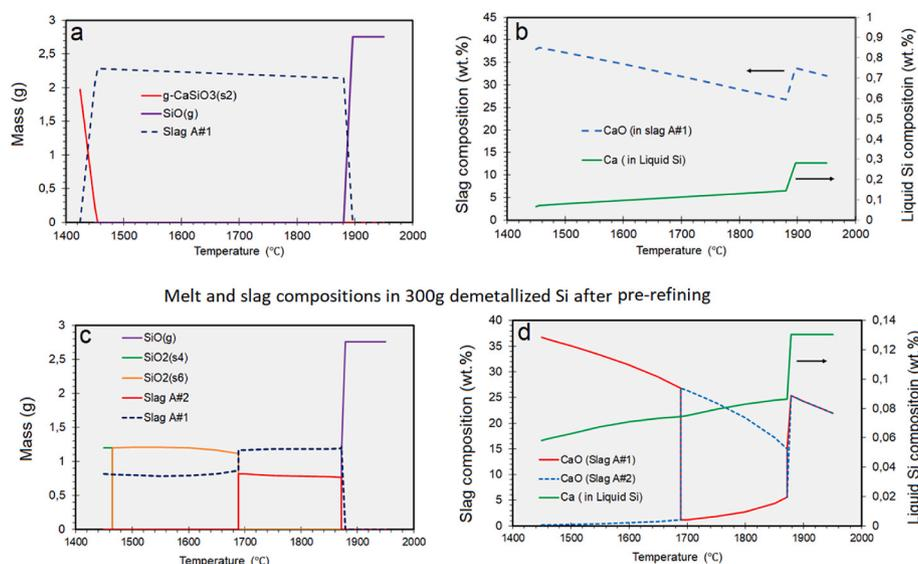 a
3
2,5
2
1,5
1
0,5
0
Mass (g)
g-CaSiO3(s2)
SiO(g)
Slag A#1
1400 1500 1600 1700 1800 1900 2000
Temperature (°C)
b
45
40
35
30
25
20
15
10
5
0
Slag composition (wt.%)
CaO (in slag A#1)
Ca ( in Liquid Si)
1
0,9
0,8
0,7
0,6
0,5
0,4
0,3
0,2
0,1
0
Liquid Si compositoin (wt.%)
1400 1500 1600 1700 1800 1900 2000
Temperature (°C)
Melt and slag compositions in 300g demetallized Si after pre-refining
c
3
2,5
2
1,5
1
0,5
0
Mass (g)
SiO(g)
SiO2(s4)
SiO2(s6)
Slag A#2
Slag A#1
1400 1500 1600 1700 1800 1900 2000
Temperature (°C)
d
40
35
30
25
20
15
10
5
0
Slag composition (wt.%)
CaO (Slag A#1)
CaO (Slag A#2)
Ca ( in Liquid Si)
0,14
0,12
0,1
0,08
0,06
0,04
0,02
0
Liquid Si compositoin (wt.%)
1400 1500 1600 1700 1800 1900 2000
Temperature (°C)